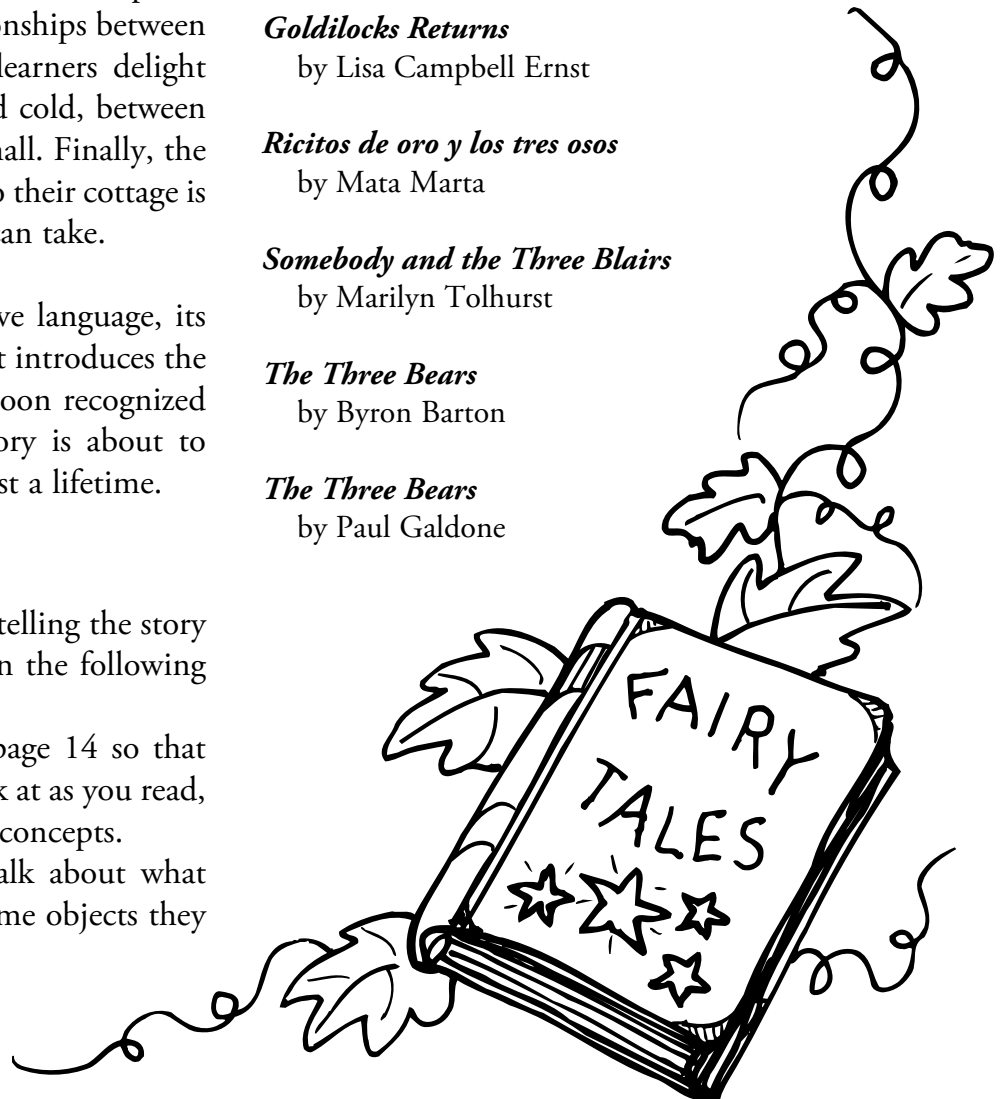 onships between
learners delight
d cold, between
all. Finally, the
o their cottage is
an take.
ve language, its
t introduces the
oon recognized
ory is about to
st a lifetime.
telling the story
n the following
page 14 so that
k at as you read,
concepts.
alk about what
me objects they
Goldilocks Returns
by Lisa Campbell Ernst
Ricitos de oro y los tres osos
by Mata Marta
Somebody and the Three Blairs
by Marilyn Tolhurst
The Three Bears
by Byron Barton
The Three Bears
by Paul Galdone
FAIRY
TALES